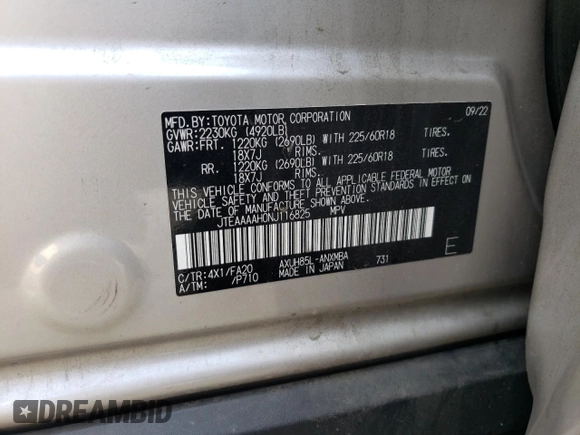 MFD.BY:TOYOTA MOTOR CORPORATION 09/22
GVWR:2230KG (4920LB)
GAWR:FRT. 1220KG (2690LB) WITH 225/60R18 TIRES.
18X7J RIMS.
RR. 1220KG (2690LB) WITH 225/60R18 TIRES.
18X7J RIMS.
THIS VEHICLE CONFORMS TO ALL APPLICABLE FEDERAL MOTOR
VEHICLE SAFETY AND THEFT PREVENTION STANDARDS IN EFFECT ON
THE DATE OF MANUFACTURE SHOWN ABOVE.
JTEAAAAH0NJ116825 MPV
C/TR:4X1/FA20 AXUH85L-ANXMBA 731 E
A/TM: /P710 MADE IN JAPAN
DREAMBID